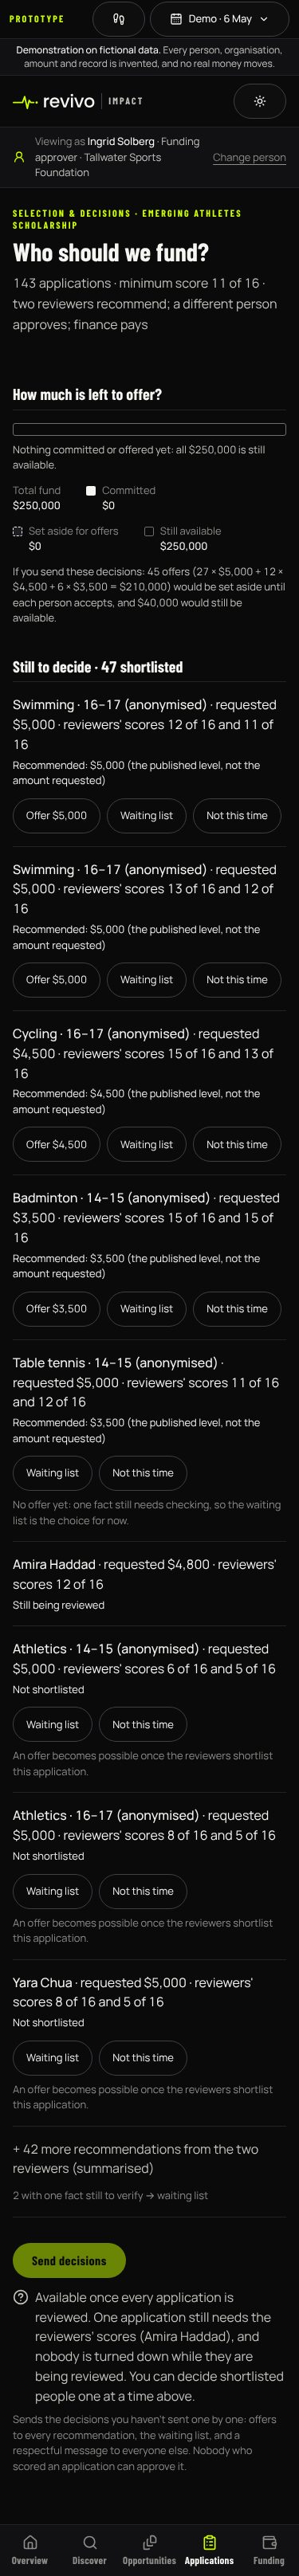 PROTOTYPE
Demo · 6 May
Demonstration on fictional data. Every person, organisation,
amount and record is invented, and no real money moves.
revivo
IMPACT
Viewing as Ingrid Solberg · Funding
approver · Tallwater Sports
Foundation
Change person
SELECTION & DECISIONS · EMERGING ATHLETES
SCHOLARSHIP
Who should we fund?
143 applications · minimum score 11 of 16 ·
two reviewers recommend; a different person
approves; finance pays
How much is left to offer?
Nothing committed or offered yet: all $250,000 is still
available.
Total fund
$250,000
Committed
$0
Set aside for offers
$0
Still available
$250,000
If you send these decisions: 45 offers (27 × $5,000 + 12 ×
$4,500 + 6 × $3,500 = $210,000) would be set aside until
each person accepts, and $40,000 would still be
available.
Still to decide · 47 shortlisted
Swimming · 16–17 (anonymised) · requested
$5,000 · reviewers' scores 12 of 16 and 11 of
16
Recommended: $5,000 (the published level, not the
amount requested)
Offer $5,000
Waiting list
Not this time
Swimming · 16–17 (anonymised) · requested
$5,000 · reviewers' scores 13 of 16 and 12 of
16
Recommended: $5,000 (the published level, not the
amount requested)
Offer $5,000
Waiting list
Not this time
Cycling · 16–17 (anonymised) · requested
$4,500 · reviewers' scores 15 of 16 and 13 of
16
Recommended: $4,500 (the published level, not the
amount requested)
Offer $4,500
Waiting list
Not this time
Badminton · 14–15 (anonymised) · requested
$3,500 · reviewers' scores 15 of 16 and 15 of
16
Recommended: $3,500 (the published level, not the
amount requested)
Offer $3,500
Waiting list
Not this time
Table tennis · 14–15 (anonymised) ·
requested $5,000 · reviewers' scores 11 of 16
and 12 of 16
Recommended: $3,500 (the published level, not the
amount requested)
Waiting list
Not this time
No offer yet: one fact still needs checking, so the waiting
list is the choice for now.
Amira Haddad · requested $4,800 · reviewers'
scores 12 of 16
Still being reviewed
Athletics · 14–15 (anonymised) · requested
$5,000 · reviewers' scores 6 of 16 and 5 of 16
Not shortlisted
Waiting list
Not this time
An offer becomes possible once the reviewers shortlist
this application.
Athletics · 16–17 (anonymised) · requested
$5,000 · reviewers' scores 8 of 16 and 5 of 16
Not shortlisted
Waiting list
Not this time
An offer becomes possible once the reviewers shortlist
this application.
Yara Chua · requested $5,000 · reviewers'
scores 8 of 16 and 5 of 16
Not shortlisted
Waiting list
Not this time
An offer becomes possible once the reviewers shortlist
this application.
+ 42 more recommendations from the two
reviewers (summarised)
2 with one fact still to verify → waiting list
Send decisions
Available once every application is
reviewed. One application still needs the
reviewers' scores (Amira Haddad), and
nobody is turned down while they are
being reviewed. You can decide shortlisted
people one at a time above.
Sends the decisions you haven't sent one by one: offers
to every recommendation, the waiting list, and a
respectful message to everyone else. Nobody who
scored an application can approve it.
Overview
Discover
Opportunities
Applications
Funding